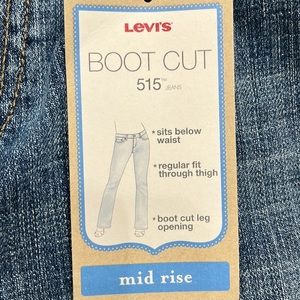 LEVI'S
BOOT CUT
515™ JEANS
*sits below
waist
*regular fit
through thigh
*boot cut leg
opening
mid rise